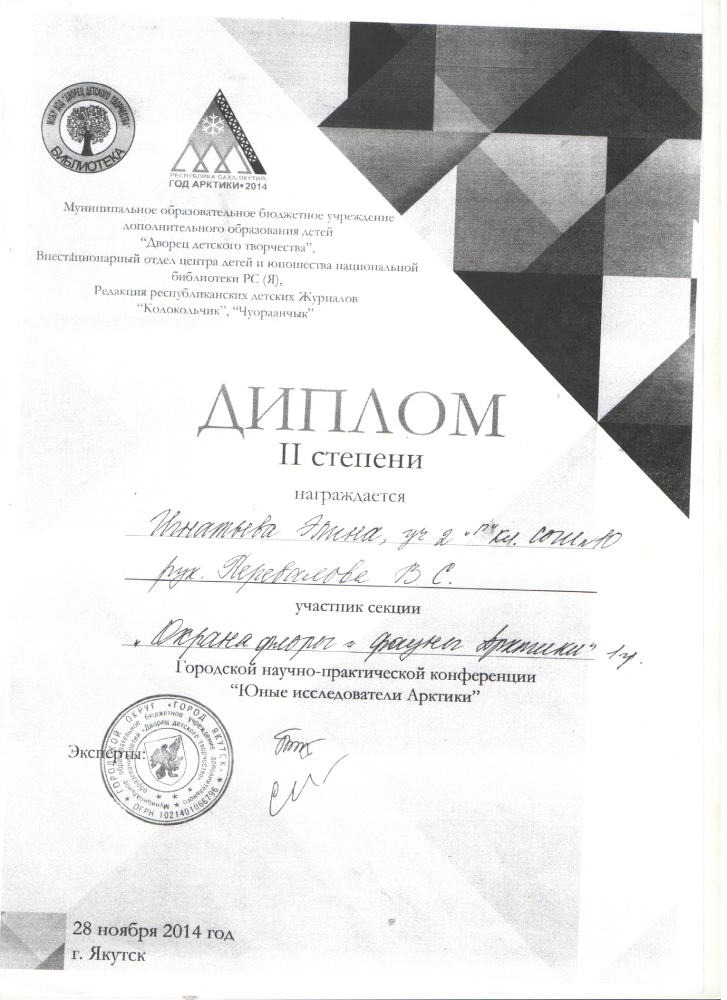 МОБУ ДОД "ДВОРЕЦ ДЕТСКОГО ТВОРЧЕСТВА"
БИБЛИОТЕКА
РЕСПУБЛИКА САХА(ЯКУТИЯ)
ГОД АРКТИКИ•2014
Муниципальное образовательное бюджетное учреждение
дополнительного образования детей
“Дворец детского творчества”,
Внестационарный отдел центра детей и юношества национальной
библиотеки РС (Я),
Редакция республиканских детских Журналов
“Колокольчик”, “Чуораанчык”
ДИПЛОМ
II степени
награждается
Игнатьева Элина, уч. 2 "г" кл. СОШ №10
рук. Перевалова В. С.
участник секции
„Охрана флоры и фауны Арктики“ 1 гр.
Городской научно-практической конференции
“Юные исследователи Арктики”
Эксперты:
ГОРОДСКОЙ ОКРУГ «ГОРОД ЯКУТСК» * ОГРН 1021401066796 *
Муниципальное образовательное бюджетное учреждение дополнительного
образования детей «Дворец детского творчества»
28 ноября 2014 год
г. Якутск